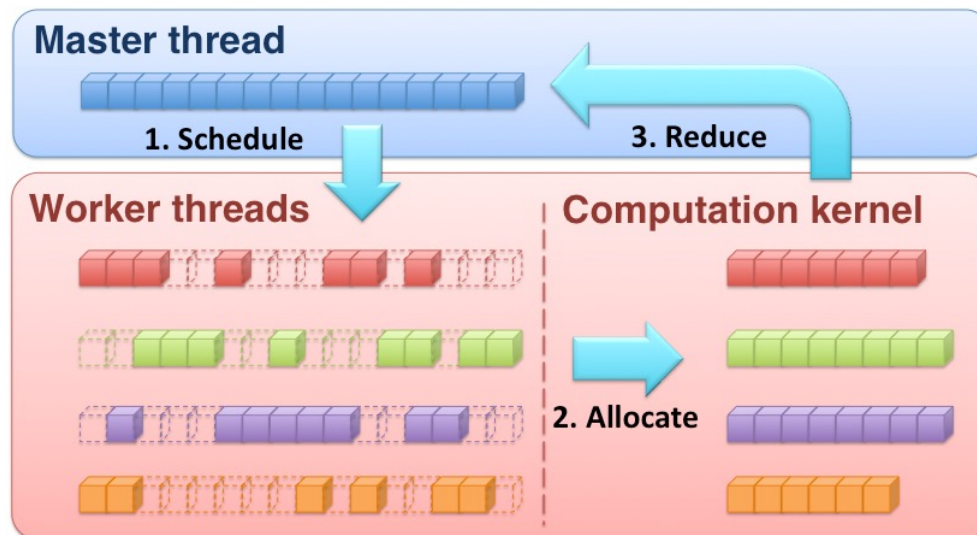 Master thread
1. Schedule
3. Reduce
Worker threads
Computation kernel
2. Allocate